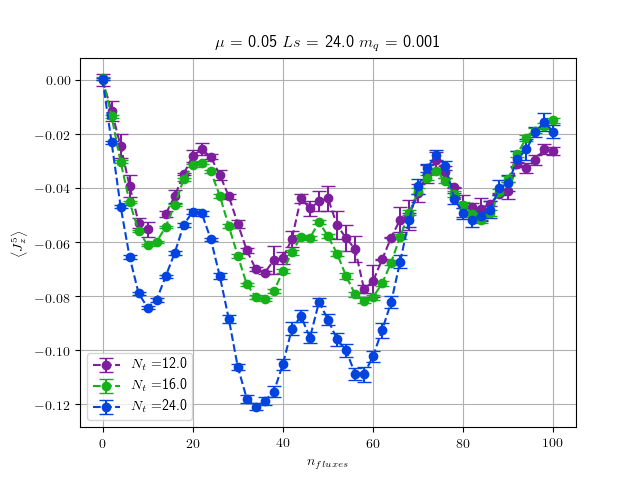 μ = 0.05 Ls = 24.0 m_q = 0.001
0.00
−0.02
−0.04
−0.06
−0.08
−0.10
−0.12
⟨J_z^5⟩
N_t =12.0
N_t =16.0
N_t =24.0
0 20 40 60 80 100
n_{fluxes}